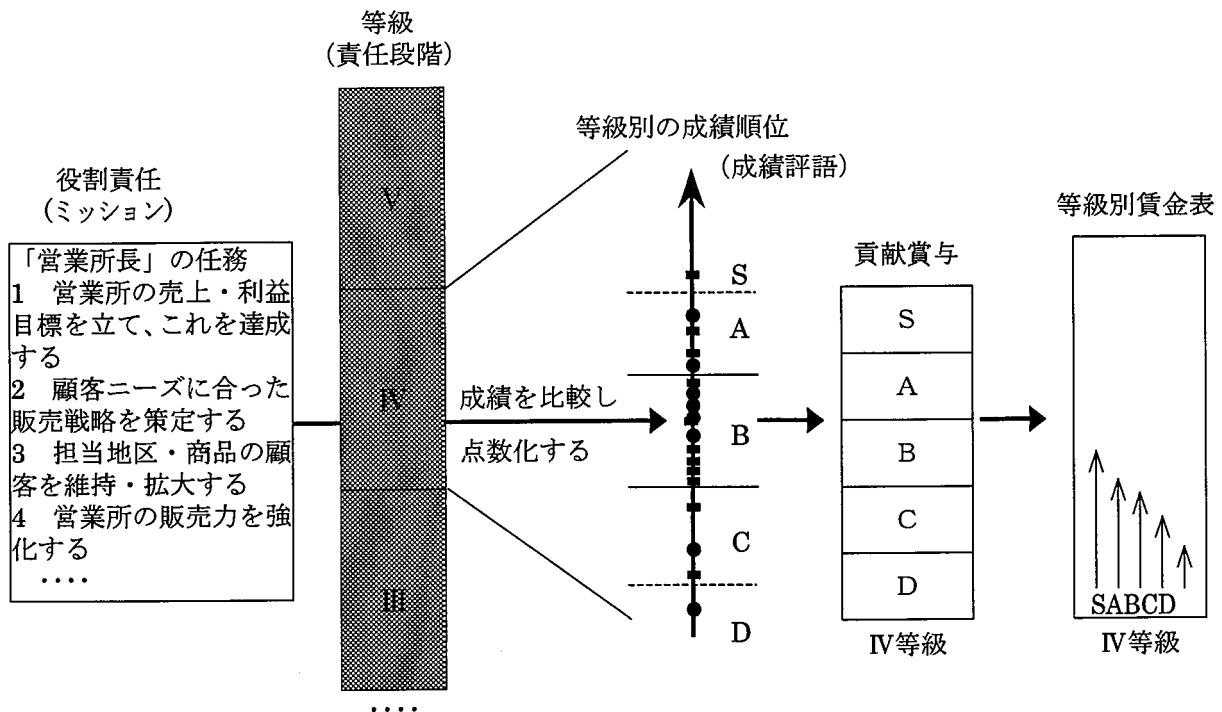 等級
(責任段階)
等級別の成績順位
(成績評語)
役割責任
(ミッション)
「営業所長」の任務
1 営業所の売上・利益
目標を立て、これを達成
する
2 顧客ニーズに合った
販売戦略を策定する
3 担当地区・商品の顧
客を維持・拡大する
4 営業所の販売力を強
化する
‥‥
Ⅴ
Ⅳ
Ⅲ
‥‥
成績を比較し
点数化する
S
A
B
C
D
貢献賞与
S
A
B
C
D
Ⅳ等級
等級別賃金表
SABCD
Ⅳ等級